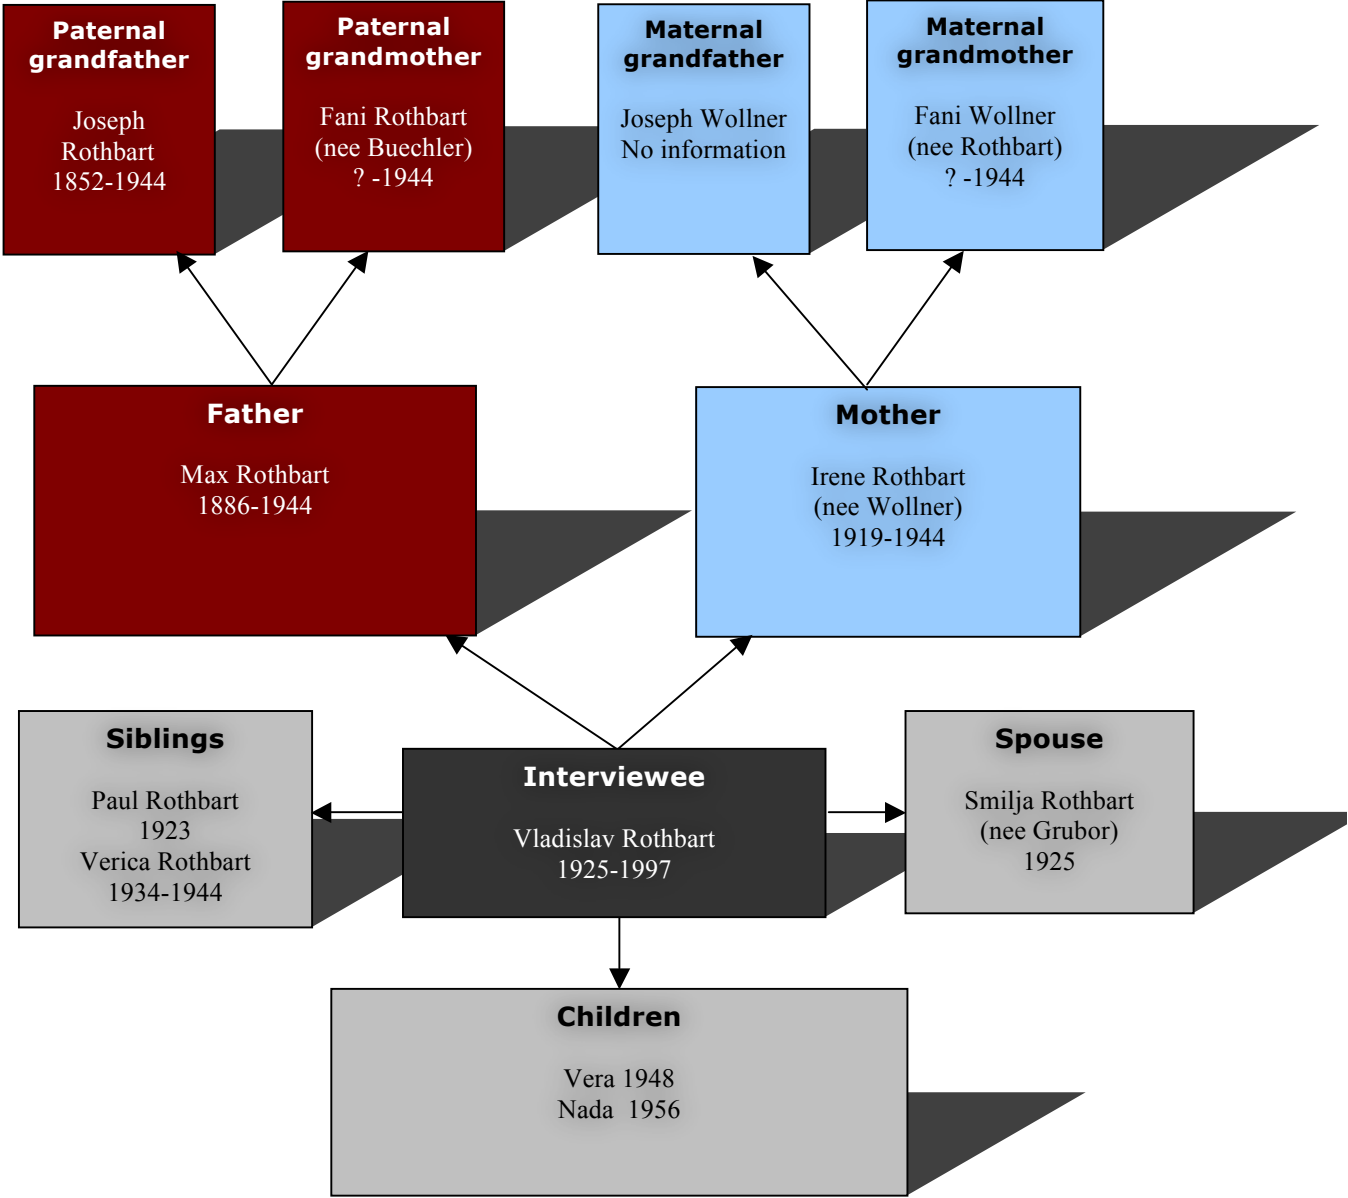 Paternal
grandfather
Joseph
Rothbart
1852-1944
Paternal
grandmother
Fani Rothbart
(nee Buechler)
? -1944
Maternal
grandfather
Joseph Wollner
No information
Maternal
grandmother
Fani Wollner
(nee Rothbart)
? -1944
Father
Max Rothbart
1886-1944
Mother
Irene Rothbart
(nee Wollner)
1919-1944
Siblings
Paul Rothbart
1923
Verica Rothbart
1934-1944
Interviewee
Vladislav Rothbart
1925-1997
Spouse
Smilja Rothbart
(nee Grubor)
1925
Children
Vera 1948
Nada  1956